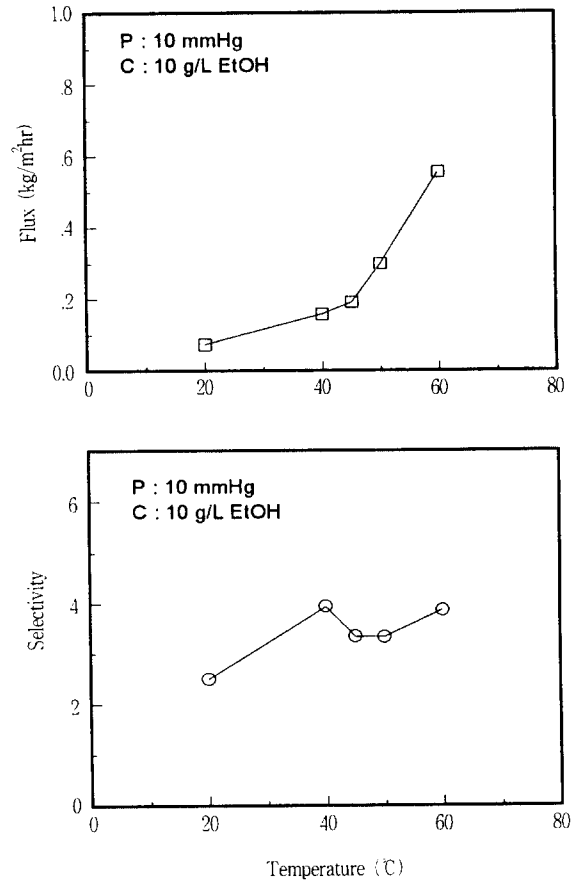 1.0
.8
.6
.4
.2
0.0
Flux (kg/m²hr)
P : 10 mmHg
C : 10 g/L EtOH
0 20 40 60 80
6
4
2
0
Selectivity
P : 10 mmHg
C : 10 g/L EtOH
0 20 40 60 80
Temperature (℃)